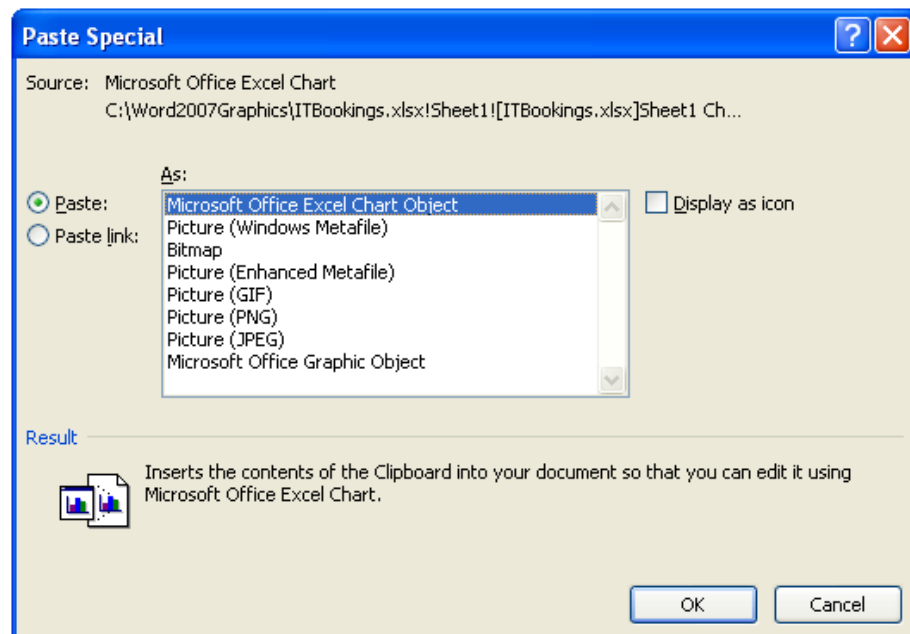 Paste Special
Source: Microsoft Office Excel Chart
C:\Word2007Graphics\ITBookings.xlsx!Sheet1![ITBookings.xlsx]Sheet1 Ch...
As:
Paste:
Paste link:
Microsoft Office Excel Chart Object
Picture (Windows Metafile)
Bitmap
Picture (Enhanced Metafile)
Picture (GIF)
Picture (PNG)
Picture (JPEG)
Microsoft Office Graphic Object
Display as icon
Result
Inserts the contents of the Clipboard into your document so that you can edit it using
Microsoft Office Excel Chart.
OK
Cancel